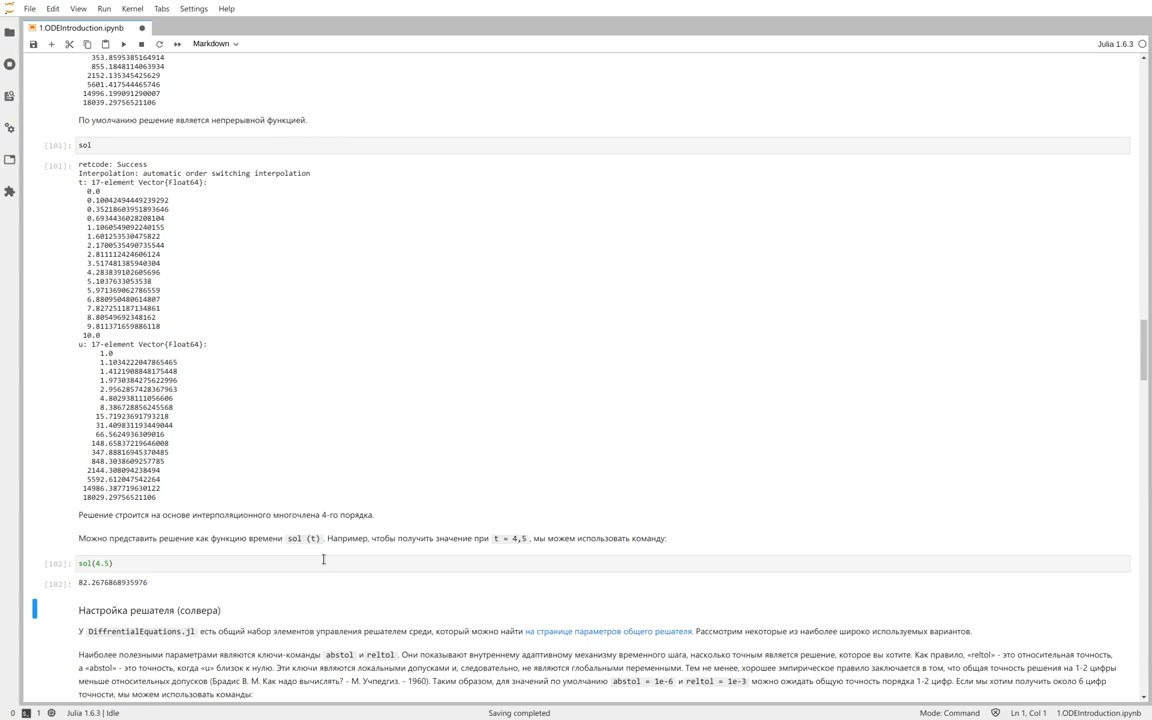 File Edit View Run Kernel Tabs Settings Help
1.ODEIntroduction.ipynb
Markdown
Julia 1.6.3
353.8595385164914
855.1848114063934
2152.135345425629
5601.417544465746
14996.199091290007
18039.29756521106
По умолчанию решение является непрерывной функцией.
[101]: sol
[101]: retcode: Success
Interpolation: automatic order switching interpolation
t: 17-element Vector{Float64}:
0.0
0.10042494449239292
0.35218603951893646
0.6934436028208104
1.1060549092240155
1.601253530475822
2.1700535490735544
2.811112424606124
3.517481385940304
4.283839102605696
5.1037633053538
5.971369062786559
6.880950480614807
7.827251187134861
8.80549692348162
9.811371659886118
10.0
u: 17-element Vector{Float64}:
1.0
1.1034222047865465
1.4121908848175448
1.9730384275622996
2.9562857428367963
4.802938111056606
8.386728856245568
15.71923691793218
31.409831193449044
66.5624936309016
148.65837219646008
347.88816945370485
848.3038609257785
2144.308094238494
5592.612047542264
14986.387719630122
18029.29756521106
Решение строится на основе интерполяционного многочлена 4-го порядка.
Можно представить решение как функцию времени sol (t). Например, чтобы получить значение при t = 4,5, мы можем использовать команду:
[102]: sol(4.5)
[102]: 82.2676868935976
Настройка решателя (солвера)
У DiffrentialEquations.jl есть общий набор элементов управления решателем среди, который можно найти на странице параметров общего решателя. Рассмотрим некоторые из наиболее широко используемых вариантов.
Наиболее полезными параметрами являются ключи-команды abstol и reltol. Они показывают внутреннему адаптивному механизму временного шага, насколько точным является решение, которое вы хотите. Как правило, «reltol» - это относительная точность,
а «abstol» - это точность, когда «u» близок к нулю. Эти ключи являются локальными допусками и, следовательно, не являются глобальными переменными. Тем не менее, хорошее эмпирическое правило заключается в том, что общая точность решения на 1-2 цифры
меньше относительных допусков (Брадис В. М. Как надо вычислять? - М. Учпедгиз. - 1960). Таким образом, для значений по умолчанию abstol = 1e-6 и reltol = 1e-3 можно ожидать общую точность порядка 1-2 цифр. Если мы хотим получить около 6 цифр
точности, мы можем использовать команды:
0 1 Julia 1.6.3 | Idle Saving completed Mode: Command Ln 1, Col 1 1.ODEIntroduction.ipynb